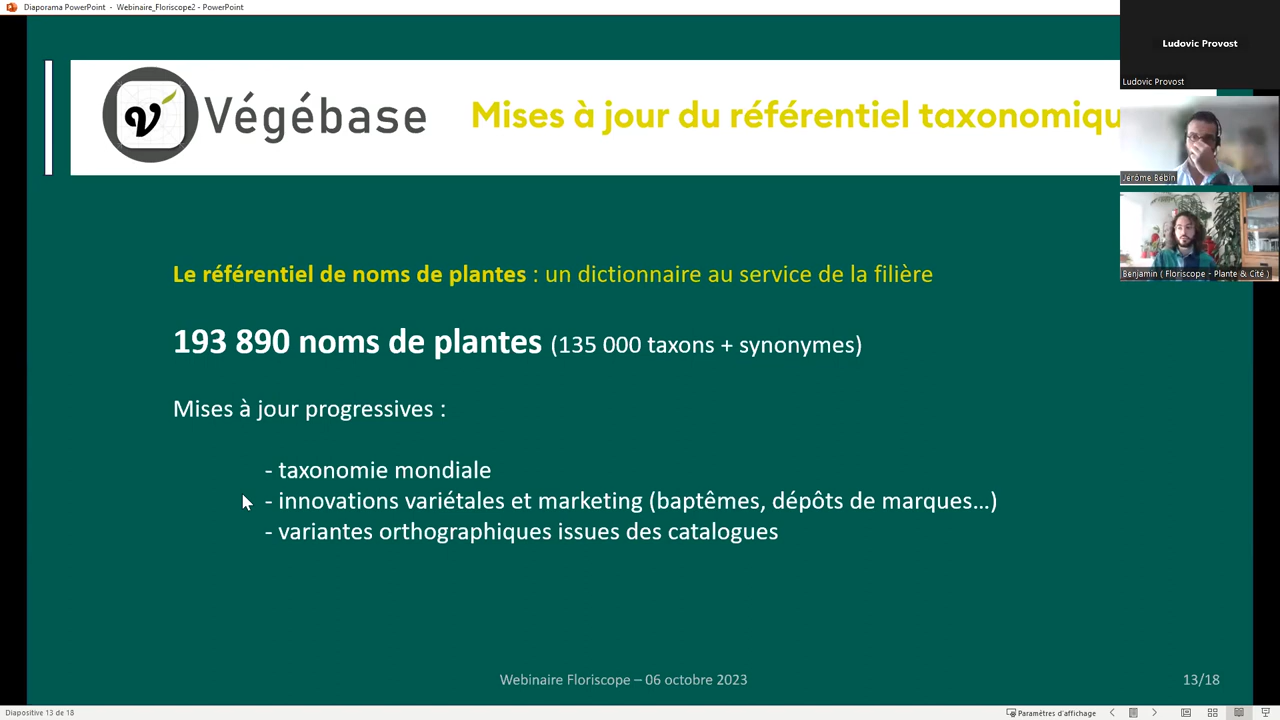 Diaporama PowerPoint - Webinaire_Floriscope2 - PowerPoint
Ludovic Provost
Ludovic Provost
Végébase
Mises à jour du référentiel taxonomiqu
Jerôme Bébin
Benjamin ( Floriscope - Plante & Cité )
Le référentiel de noms de plantes : un dictionnaire au service de la filière
193 890 noms de plantes (135 000 taxons + synonymes)
Mises à jour progressives :
- taxonomie mondiale
- innovations variétales et marketing (baptêmes, dépôts de marques...)
- variantes orthographiques issues des catalogues
Webinaire Floriscope – 06 octobre 2023
13/18
Diapositive 13 de 18
Paramètres d'affichage